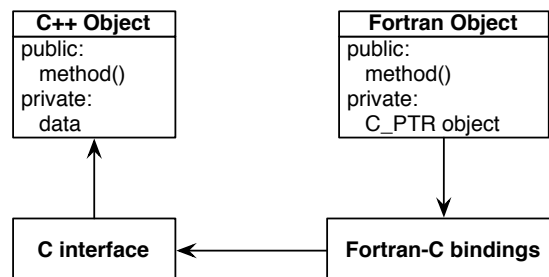 C++ Object
public:
method()
private:
data
Fortran Object
public:
method()
private:
C_PTR object
C interface
Fortran-C bindings